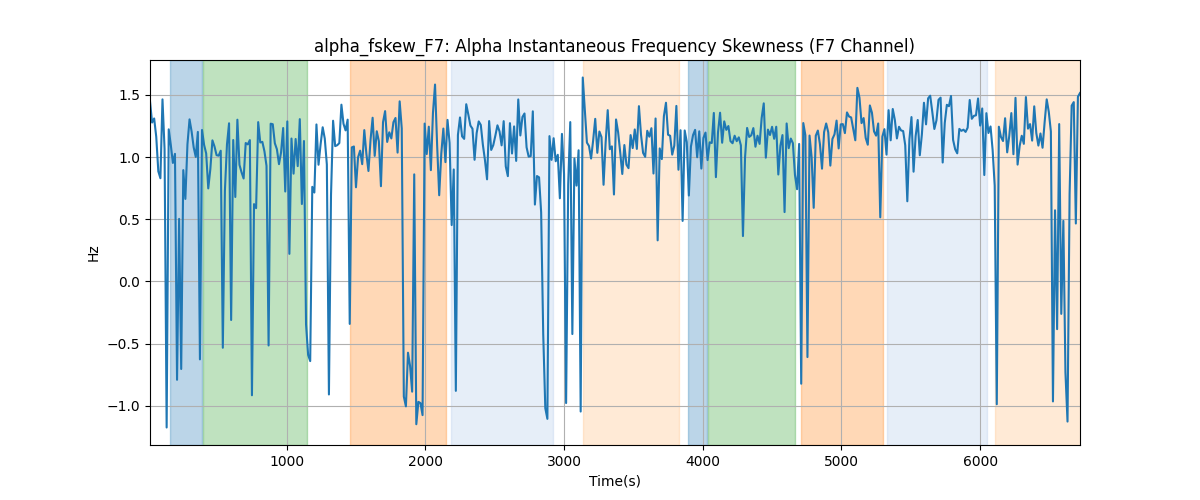 alpha_fskew_F7: Alpha Instantaneous Frequency Skewness (F7 Channel)
Hz
1.5
1.0
0.5
0.0
−0.5
−1.0
1000 2000 3000 4000 5000 6000
Time(s)